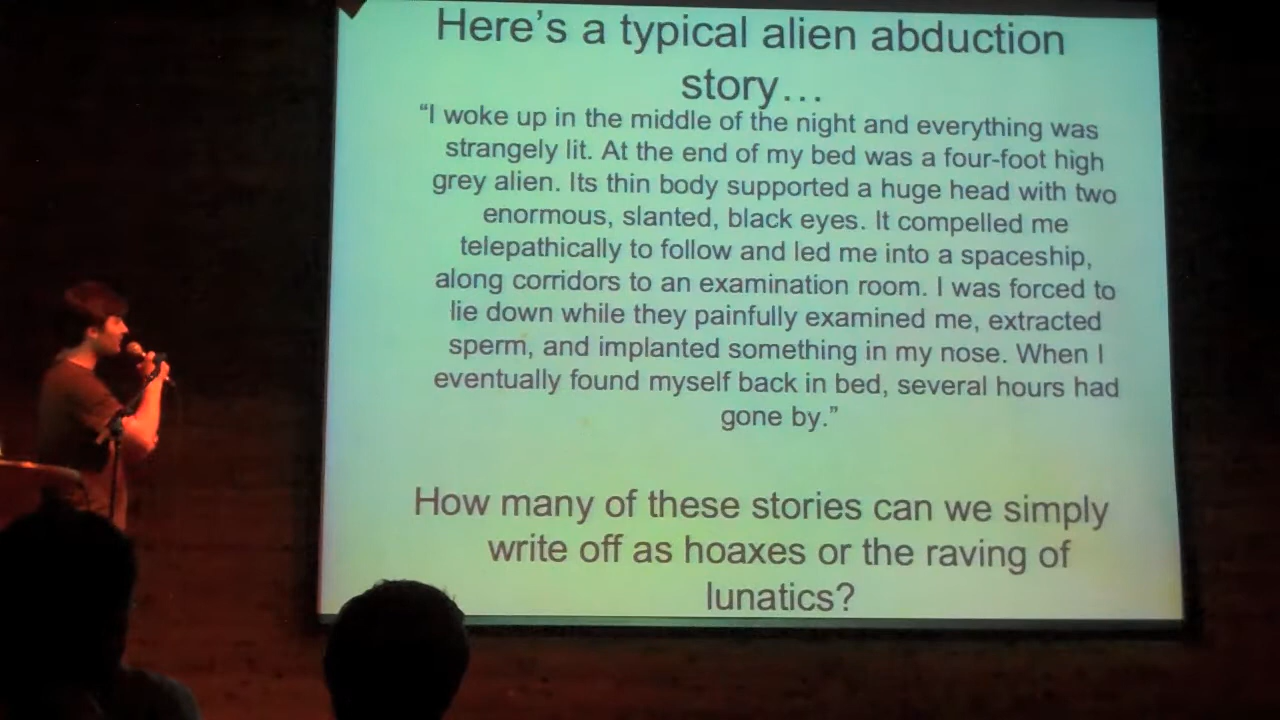 Here’s a typical alien abduction
story…
“I woke up in the middle of the night and everything was
strangely lit. At the end of my bed was a four-foot high
grey alien. Its thin body supported a huge head with two
enormous, slanted, black eyes. It compelled me
telepathically to follow and led me into a spaceship,
along corridors to an examination room. I was forced to
lie down while they painfully examined me, extracted
sperm, and implanted something in my nose. When I
eventually found myself back in bed, several hours had
gone by.”
How many of these stories can we simply
write off as hoaxes or the raving of
lunatics?